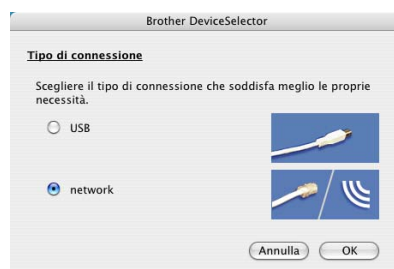 Brother DeviceSelector
Tipo di connessione
Scegliere il tipo di connessione che soddisfa meglio le proprie
necessità.
USB
network
Annulla
OK